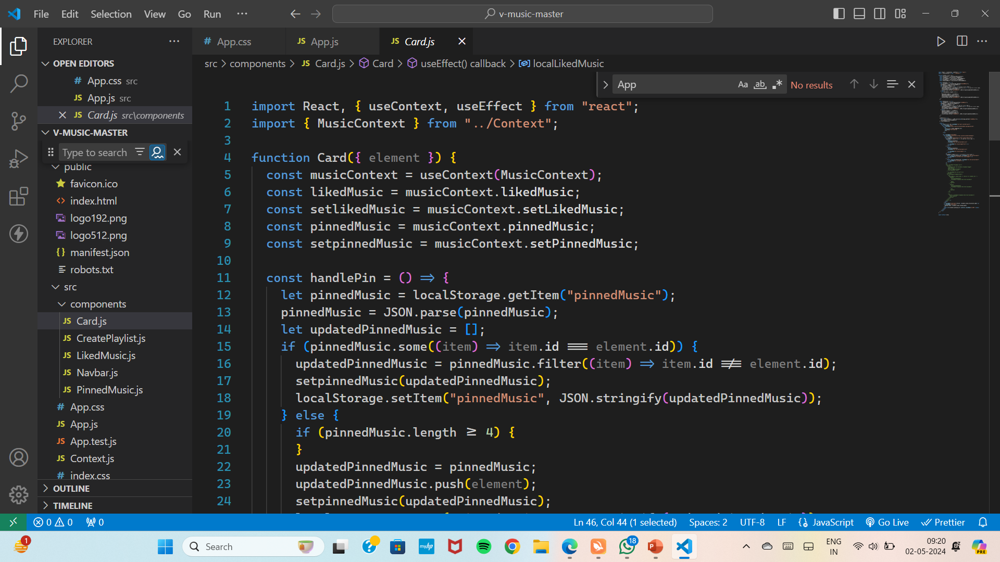 File Edit Selection View Go Run ··· v-music-master
EXPLORER ···
OPEN EDITORS
# App.css src
JS App.js src
JS Card.js src\components
V-MUSIC-MASTER
Type to search
public
favicon.ico
<> index.html
logo192.png
logo512.png
{} manifest.json
robots.txt
src
components
JS Card.js
JS CreatePlaylist.js
JS LikedMusic.js
JS Navbar.js
JS PinnedMusic.js
# App.css
JS App.js
JS App.test.js
JS Context.js
# index.css
OUTLINE
TIMELINE
# App.css JS App.js JS Card.js
src > components > JS Card.js > Card > useEffect() callback > localLikedMusic
App Aa ab .* No results
1 import React, { useContext, useEffect } from "react";
2 import { MusicContext } from "../Context";
3
4 function Card({ element }) {
5 const musicContext = useContext(MusicContext);
6 const likedMusic = musicContext.likedMusic;
7 const setlikedMusic = musicContext.setLikedMusic;
8 const pinnedMusic = musicContext.pinnedMusic;
9 const setpinnedMusic = musicContext.setPinnedMusic;
10
11 const handlePin = () => {
12 let pinnedMusic = localStorage.getItem("pinnedMusic");
13 pinnedMusic = JSON.parse(pinnedMusic);
14 let updatedPinnedMusic = [];
15 if (pinnedMusic.some((item) => item.id === element.id)) {
16 updatedPinnedMusic = pinnedMusic.filter((item) => item.id !== element.id);
17 setpinnedMusic(updatedPinnedMusic);
18 localStorage.setItem("pinnedMusic", JSON.stringify(updatedPinnedMusic));
19 } else {
20 if (pinnedMusic.length >= 4) {
21 }
22 updatedPinnedMusic = pinnedMusic;
23 updatedPinnedMusic.push(element);
24 setpinnedMusic(updatedPinnedMusic);
0 0 0 Ln 46, Col 44 (1 selected) Spaces: 2 UTF-8 LF {} JavaScript Go Live Prettier
1 Search myhp 18 ENG IN 09:20 02-05-2024 PRE